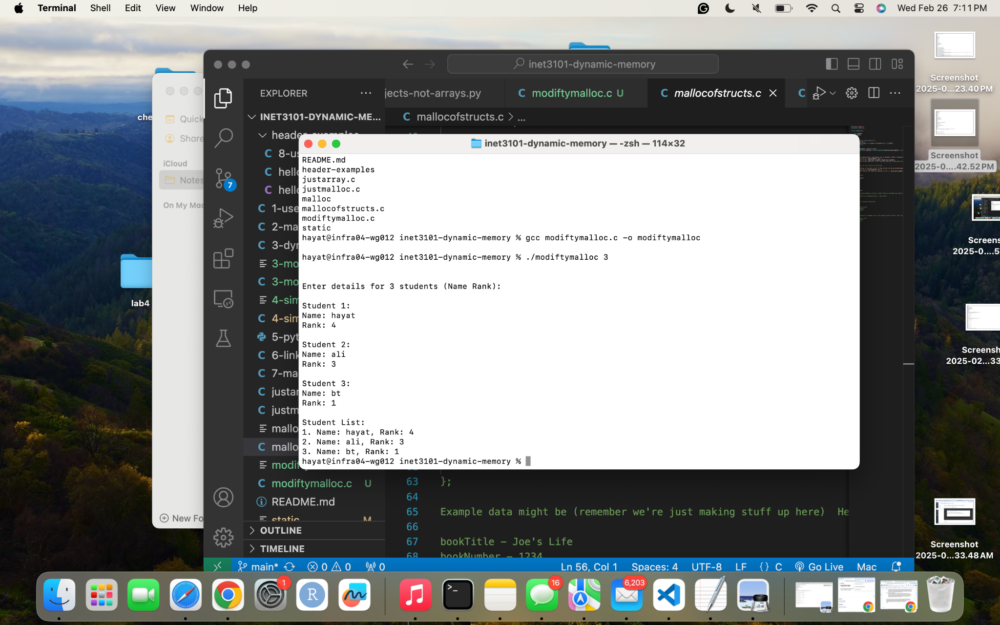 Terminal Shell Edit View Window Help
Wed Feb 26 7:11 PM
Screenshot
2025-0...23.40 PM
Screenshot
2025-0....42.52 PM
2025-0....5
2025-02...33
Screenshot
2025-0...33.48 AM
che
lab4
Quick
Share
iCloud
Notes
On My Mac
New Fo
inet3101-dynamic-memory
EXPLORER
jects-not-arrays.py
C modiftymalloc.c U
C mallocofstructs.c
C
INET3101-DYNAMIC-ME...
C mallocofstructs.c > ...
7
C 8-us
C hello
C hello
C 1-use
C 2-ma
C 3-dyn
3-mo
C 3-mo
4-sim
C 4-sim
5-pyt
C 6-link
C 7-ma
C justar
C justm
mallo
C mallo
modif
C modiftymalloc.c U
README.md
static M
OUTLINE
TIMELINE
inet3101-dynamic-memory — -zsh — 114×32
README.md
header-examples
justarray.c
justmalloc.c
malloc
mallocofstructs.c
modiftymalloc.c
static
hayat@infra04-wg012 inet3101-dynamic-memory % gcc modiftymalloc.c -o modiftymalloc
hayat@infra04-wg012 inet3101-dynamic-memory % ./modiftymalloc 3
Enter details for 3 students (Name Rank):
Student 1:
Name: hayat
Rank: 4
Student 2:
Name: ali
Rank: 3
Student 3:
Name: bt
Rank: 1
Student List:
1. Name: hayat, Rank: 4
2. Name: ali, Rank: 3
3. Name: bt, Rank: 1
hayat@infra04-wg012 inet3101-dynamic-memory %
63 };
64
65 Example data might be (remember we're just making stuff up here) He
66
67 bookTitle - Joe's Life
68 bookNumber - 1234
main* 0 0 0
Ln 56, Col 1 Spaces: 4 UTF-8 LF {} C Go Live Mac
1
R
16
6,203